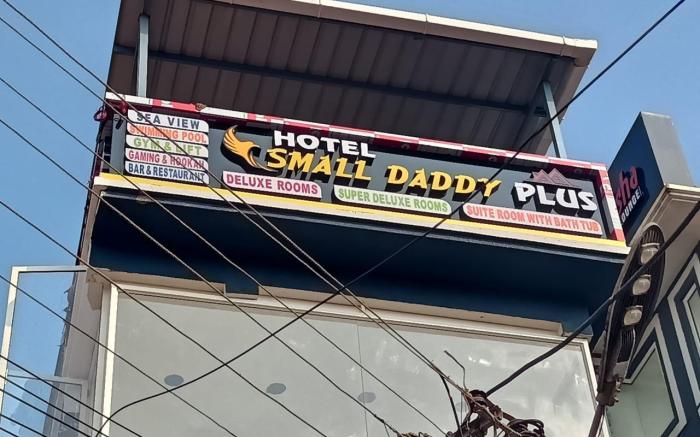 SEA VIEW
SWIMMING POOL
GYM & LIFT
GAMING & HOOKAH
BAR & RESTAURANT
HOTEL
SMALL DADDY PLUS
DELUXE ROOMS
SUPER DELUXE ROOMS
SUITE ROOM WITH BATH TUB